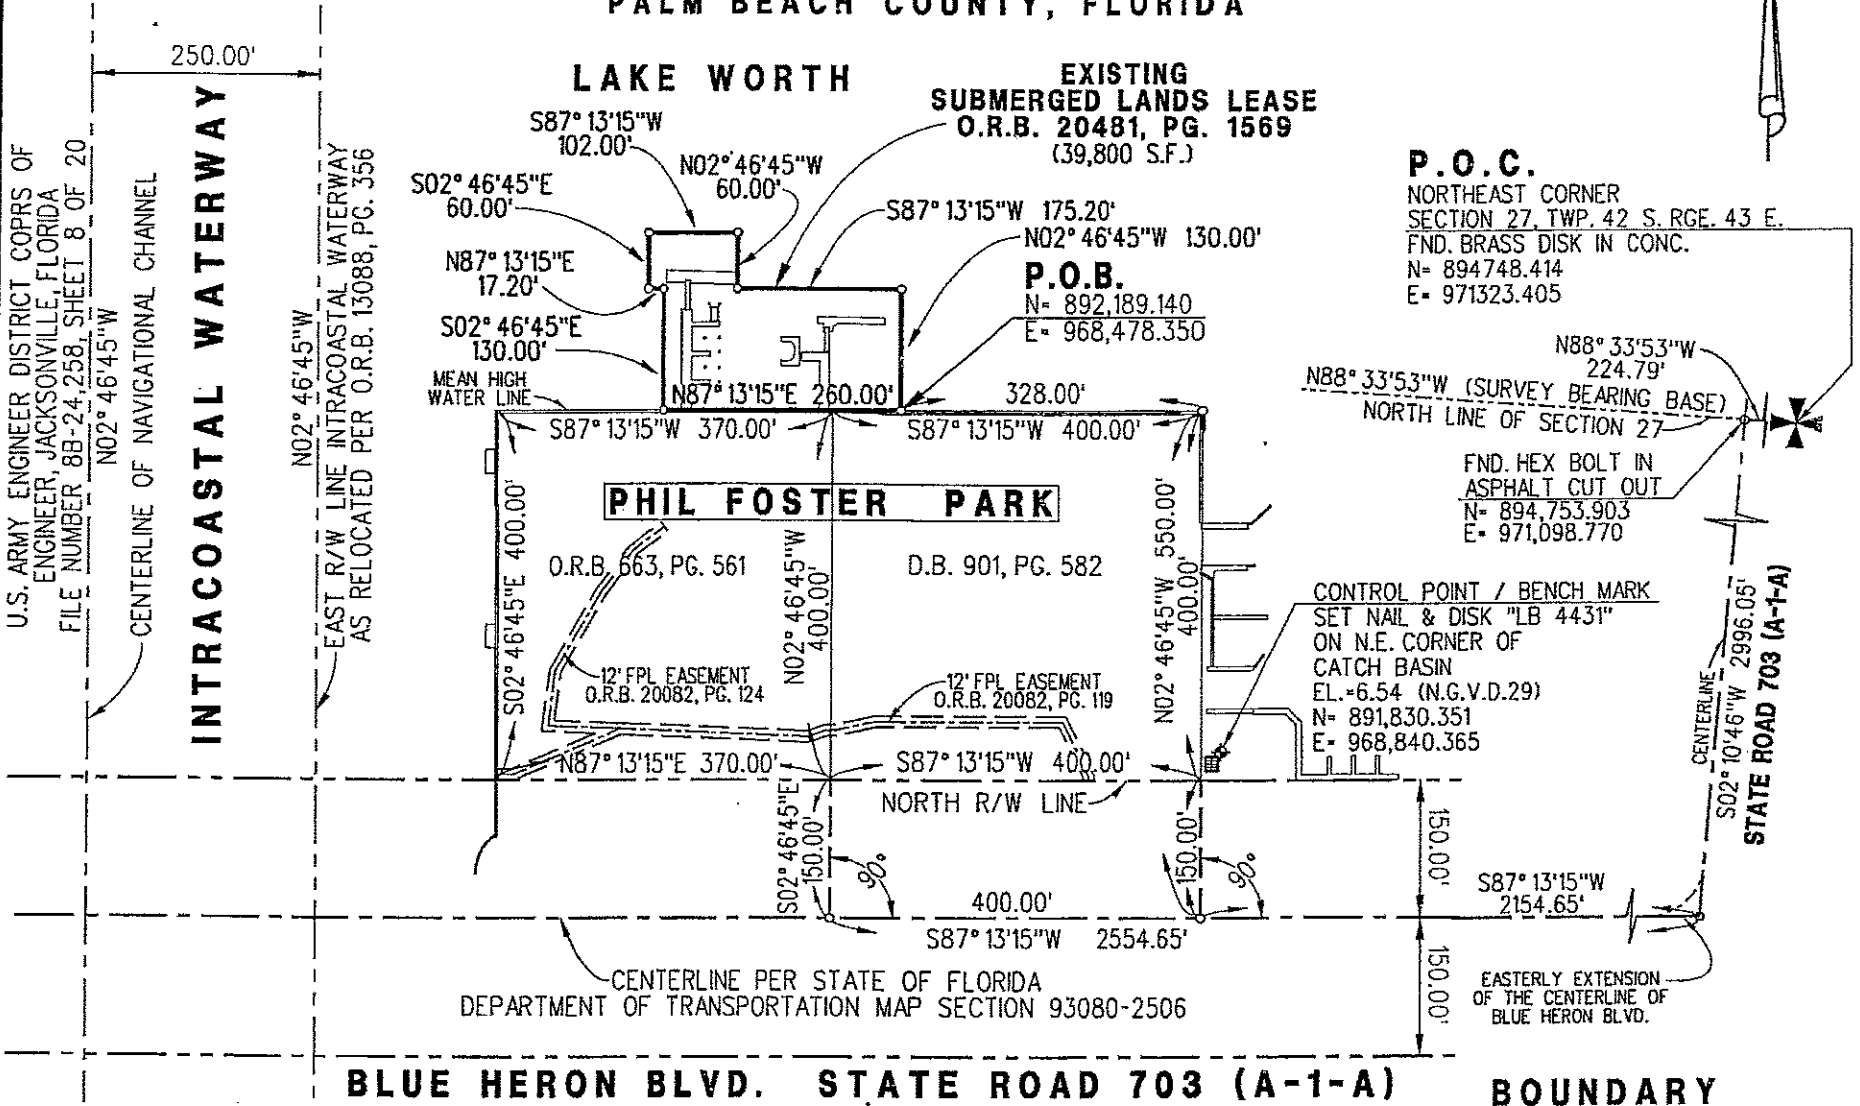 PALM BEACH COUNTY, FLORIDA
250.00'
LAKE WORTH
EXISTING
SUBMERGED LANDS LEASE
O.R.B. 20481, PG. 1569
(39,800 S.F.)
S87°13'15"W
102.00'
N02°46'45"W
60.00'
S02°46'45"E
60.00'
S87°13'15"W 175.20'
N02°46'45"W 130.00'
N87°13'15"E
17.20'
P.O.B.
N= 892,189.140
E= 968,478.350
S02°46'45"E
130.00'
MEAN HIGH
WATER LINE
N87°13'15"E 260.00'
328.00'
P.O.C.
NORTHEAST CORNER
SECTION 27, TWP. 42 S. RGE. 43 E.
FND. BRASS DISK IN CONC.
N= 894748.414
E= 971323.405
N88°33'53"W
224.79'
N88°33'53"W (SURVEY BEARING BASE)
NORTH LINE OF SECTION 27
FND. HEX BOLT IN
ASPHALT CUT OUT
N= 894,753.903
E= 971,098.770
U.S. ARMY ENGINEER DISTRICT COPRS OF
ENGINEER, JACKSONVILLE, FLORIDA
FILE NUMBER 8B-24,258, SHEET 8 OF 20
N02°46'45"W
CENTERLINE OF NAVIGATIONAL CHANNEL
INTRACOASTAL WATERWAY
N02°46'45"W
EAST R/W LINE INTRACOASTAL WATERWAY
AS RELOCATED PER O.R.B. 13088, PG. 356
S87°13'15"W 370.00'
S87°13'15"W 400.00'
PHIL FOSTER PARK
S02°46'45"E 400.00'
O.R.B. 663, PG. 561
N02°46'45"W
400.00'
D.B. 901, PG. 582
N02°46'45"W 550.00'
400.00'
12' FPL EASEMENT
O.R.B. 20082, PG. 124
12' FPL EASEMENT
O.R.B. 20082, PG. 119
CONTROL POINT / BENCH MARK
SET NAIL & DISK "LB 4431"
ON N.E. CORNER OF
CATCH BASIN
EL.=6.54 (N.G.V.D.29)
N= 891,830.351
E= 968,840.365
CENTERLINE
S02°10'46"W 2996.05'
STATE ROAD 703 (A-1-A)
N87°13'15"E 370.00'
S87°13'15"W 400.00'
NORTH R/W LINE
S02°46'45"E
150.00'
90°
150.00'
90°
150.00'
400.00'
S87°13'15"W 2554.65'
S87°13'15"W
2154.65'
150.00'
CENTERLINE PER STATE OF FLORIDA
DEPARTMENT OF TRANSPORTATION MAP SECTION 93080-2506
EASTERLY EXTENSION
OF THE CENTERLINE OF
BLUE HERON BLVD.
BLUE HERON BLVD. STATE ROAD 703 (A-1-A)
BOUNDARY